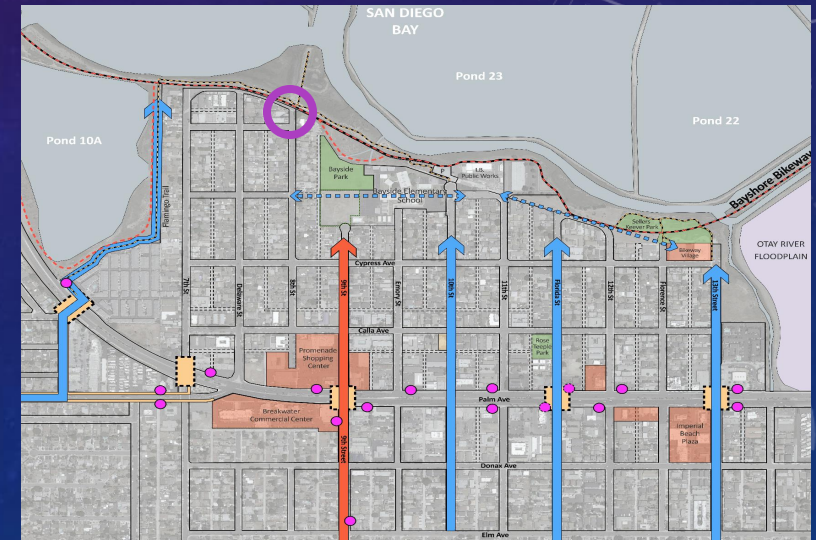 SAN DIEGO
BAY
Pond 23
Pond 22
Pond 10A
Bayshore Bikeway
OTAY RIVER
FLOODPLAIN
Flamingo Trail
Bayside
Park
P
I.B.
Public Works
Bayside Elementary
School
Bikeway
Village
Cypress Ave
7th St
Delaware St
8th St
9th St
Emory St
10th St
11th St
Florida St
12th St
Florence St
13th Street
Calla Ave
Promenade
Shopping
Center
Rose
Teeple
Park
Palm Ave
Breakwater
Commercial Center
9th Street
Imperial
Beach
Plaza
Donax Ave
Elm Ave